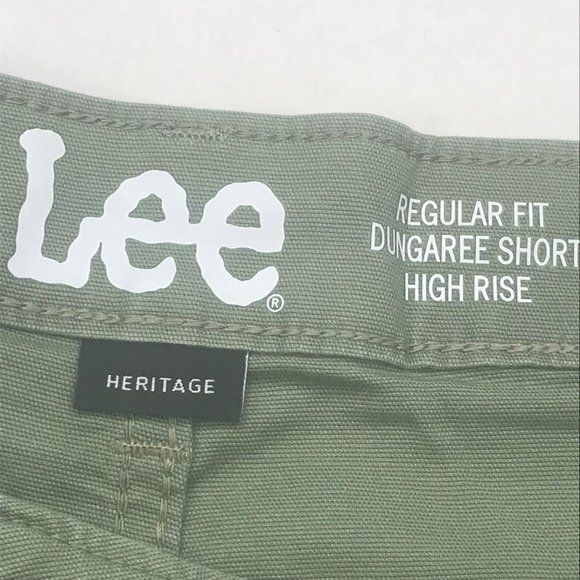 Lee®
REGULAR FIT
DUNGAREE SHORT
HIGH RISE
HERITAGE